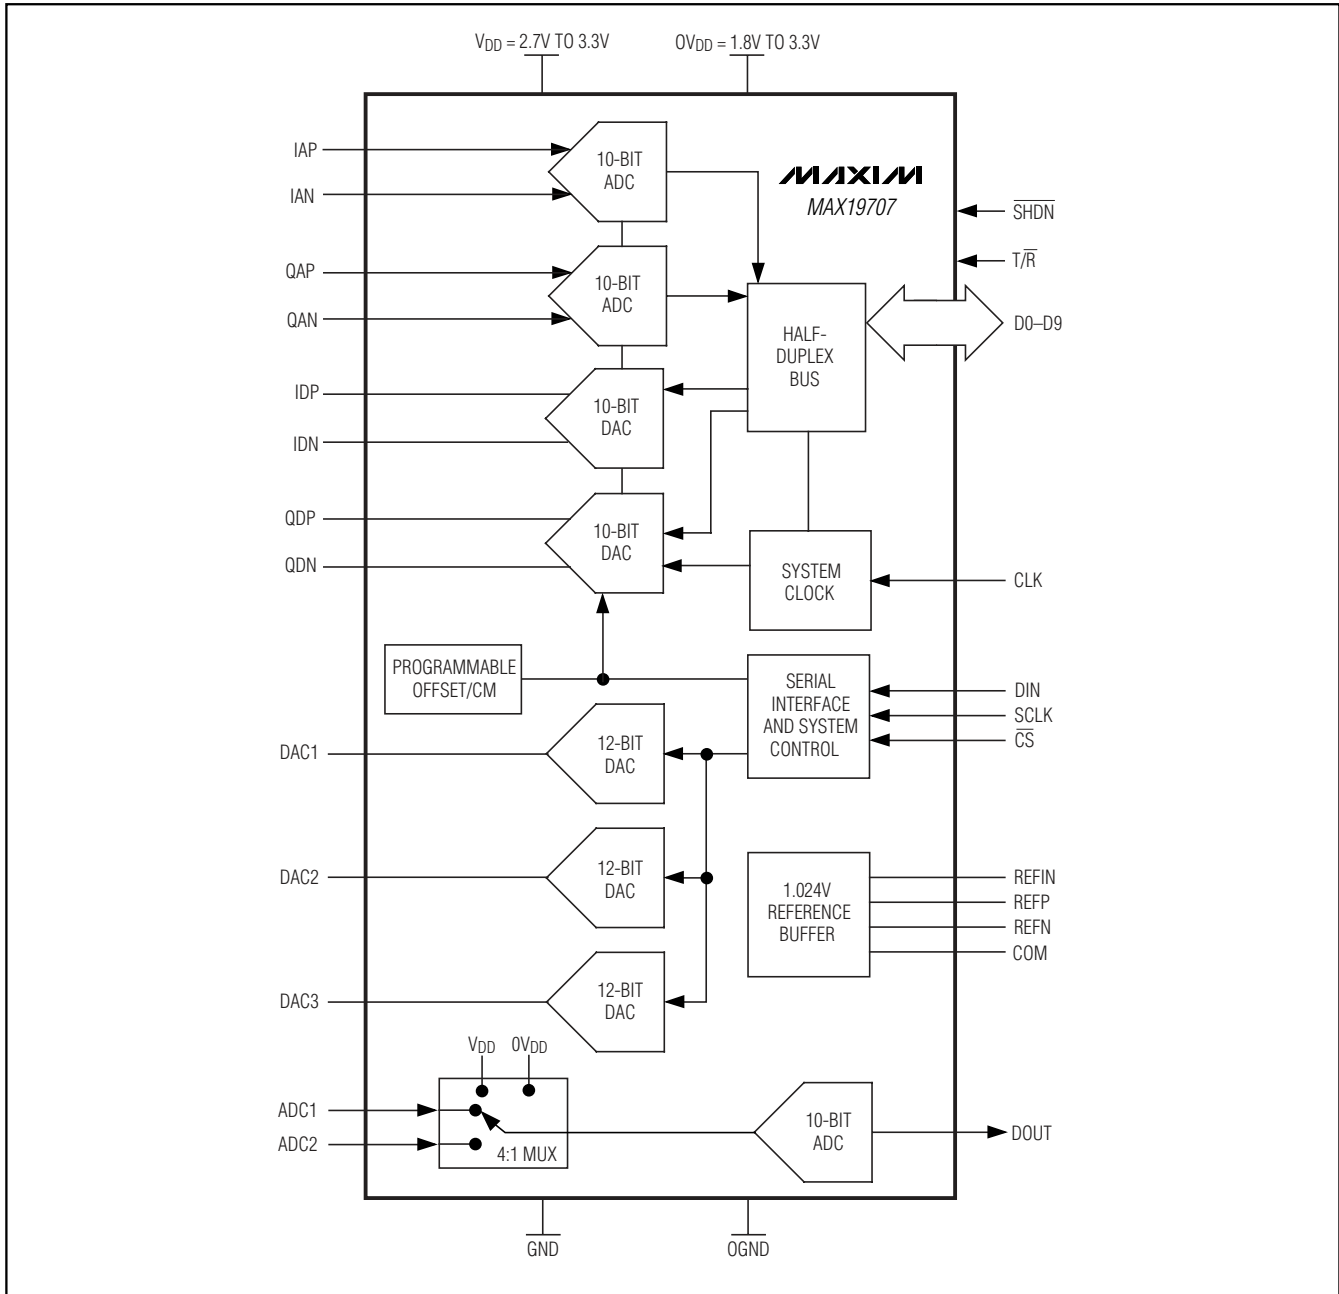 VDD = 2.7V TO 3.3V
OVDD = 1.8V TO 3.3V
IAP
IAN
10-BIT
ADC
MAXIM
MAX19707
SHDN
T/R
QAP
QAN
10-BIT
ADC
HALF-
DUPLEX
BUS
D0–D9
IDP
IDN
10-BIT
DAC
QDP
QDN
10-BIT
DAC
SYSTEM
CLOCK
CLK
PROGRAMMABLE
OFFSET/CM
SERIAL
INTERFACE
AND SYSTEM
CONTROL
DIN
SCLK
CS
DAC1
12-BIT
DAC
DAC2
12-BIT
DAC
1.024V
REFERENCE
BUFFER
REFIN
REFP
REFN
COM
DAC3
12-BIT
DAC
VDD
OVDD
ADC1
ADC2
4:1 MUX
10-BIT
ADC
DOUT
GND
OGND